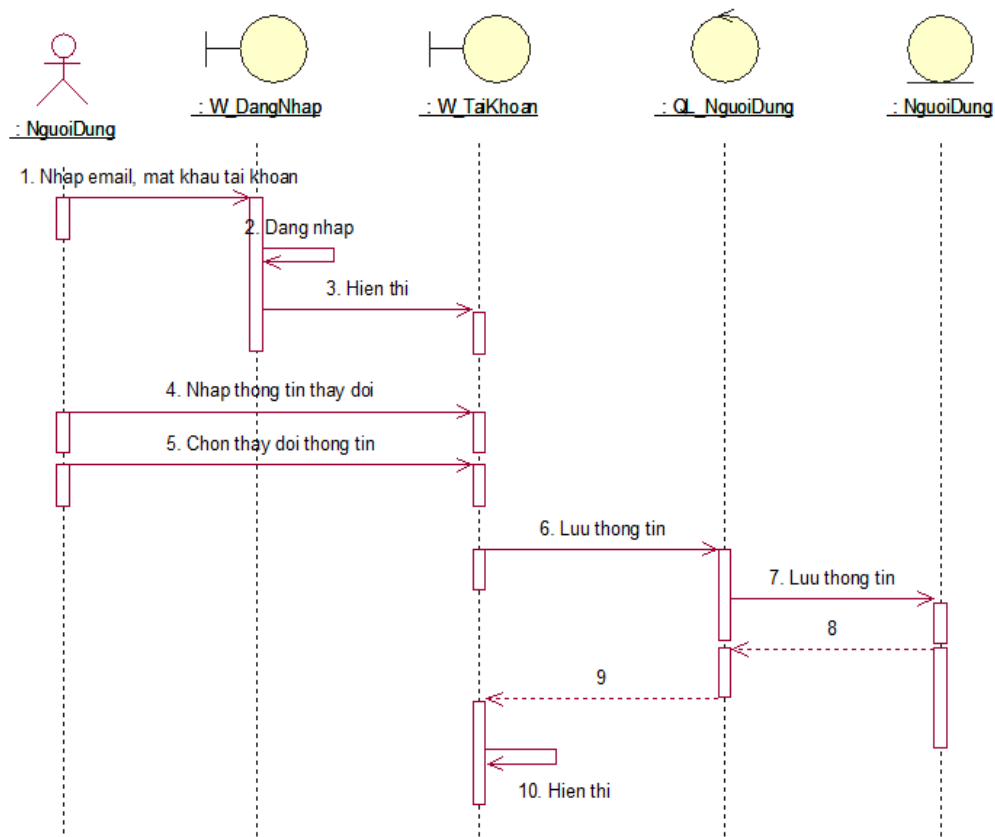 : NguoiDung
: W_DangNhap
: W_TaiKhoan
: QL_NguoiDung
: NguoiDung
1. Nhap email, mat khau tai khoan
2. Dang nhap
3. Hien thi
4. Nhap thong tin thay doi
5. Chon thay doi thong tin
6. Luu thong tin
7. Luu thong tin
8
9
10. Hien thi